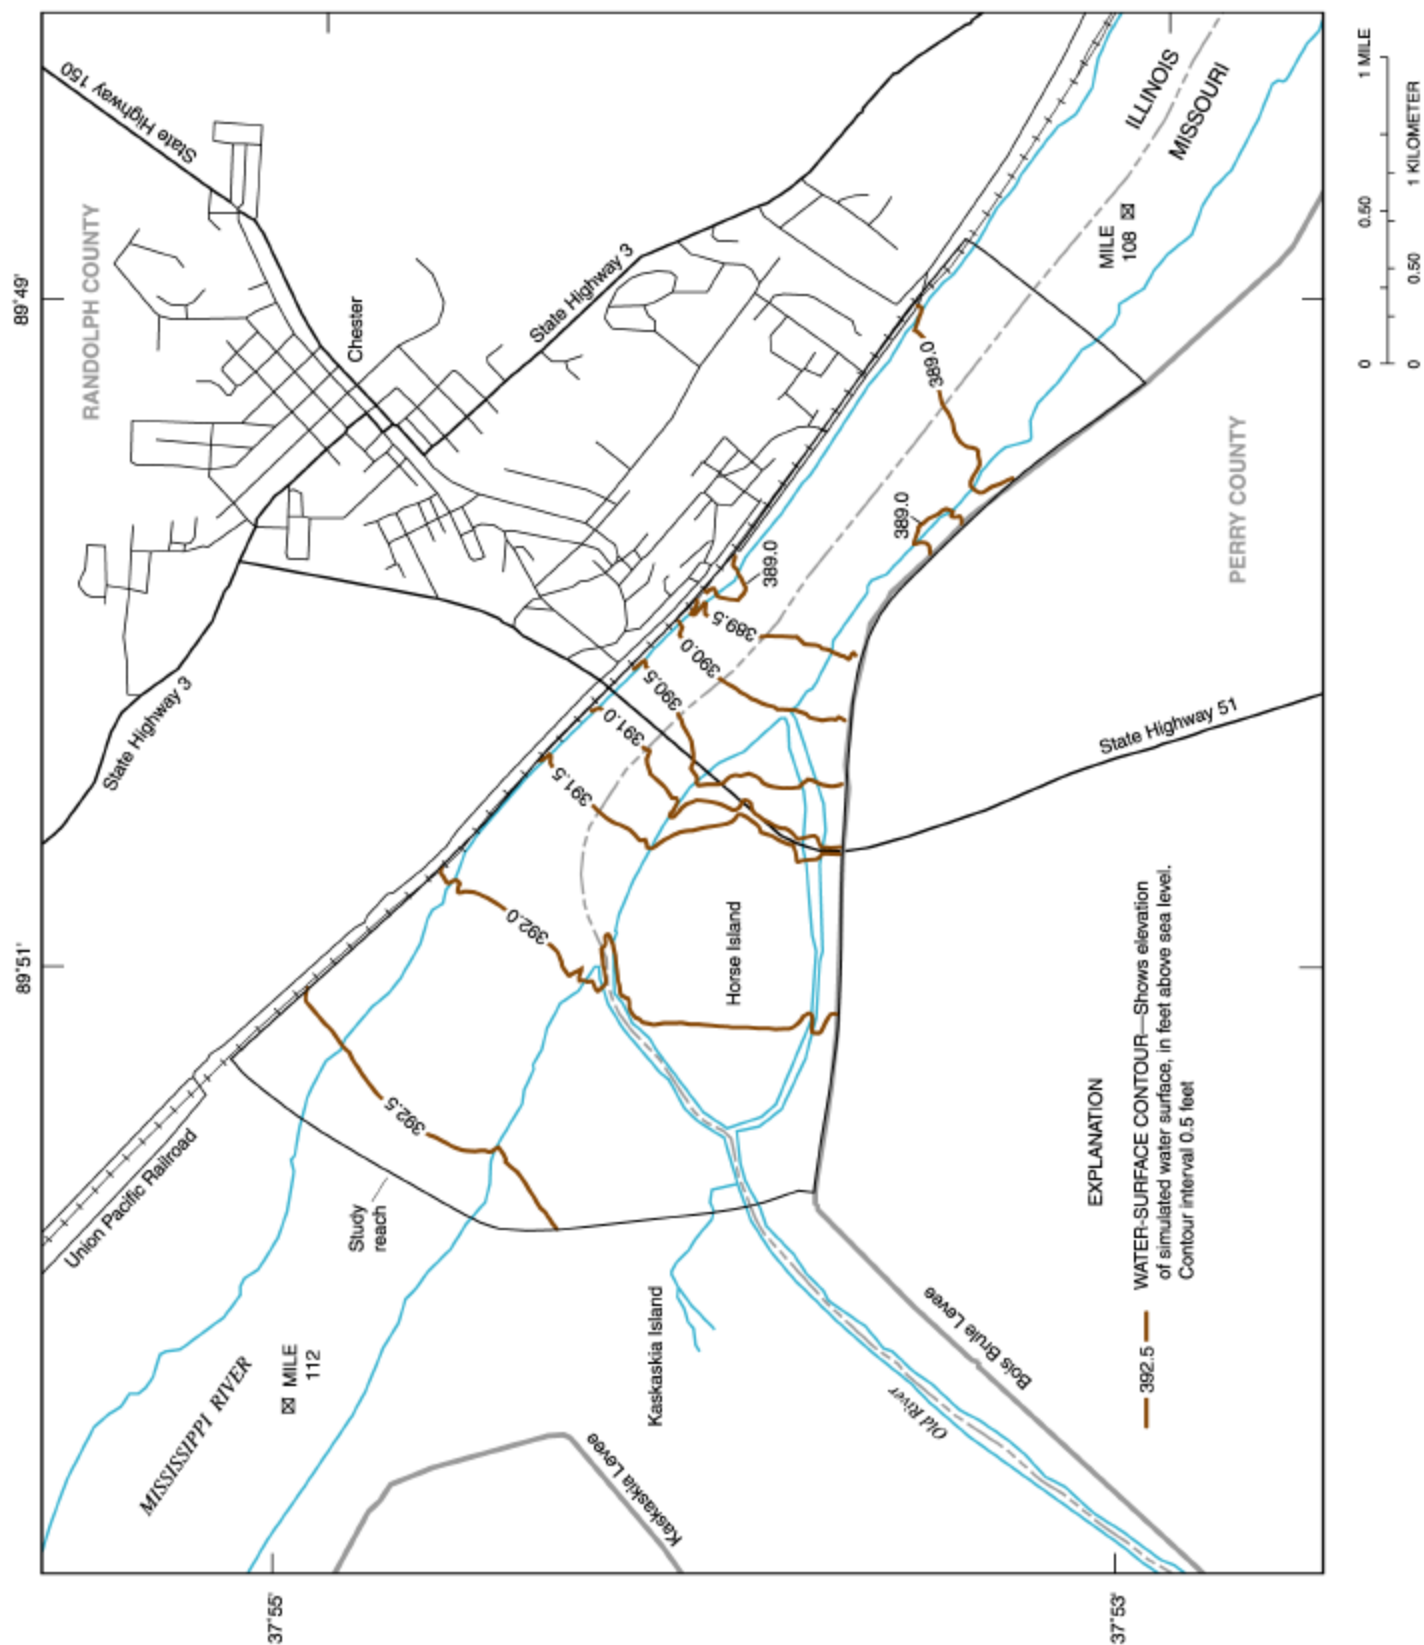 89°51'
89°49'
37°55'
37°53'
State Highway 150
RANDOLPH COUNTY
Chester
State Highway 3
State Highway 3
Union Pacific Railroad
Study
reach
MISSISSIPPI RIVER
MILE
112
Kaskaskia Levee
Kaskaskia Island
Horse Island
Old River
Bois Brule Levee
392.5
392.0
391.5
391.0
390.5
390.0
389.5
389.0
389.0
389.0
MILE
108
ILLINOIS
MISSOURI
PERRY COUNTY
State Highway 51
EXPLANATION
392.5
WATER-SURFACE CONTOUR—Shows elevation
of simulated water surface, in feet above sea level.
Contour interval 0.5 feet
0 0.50 1 MILE
0 0.50 1 KILOMETER